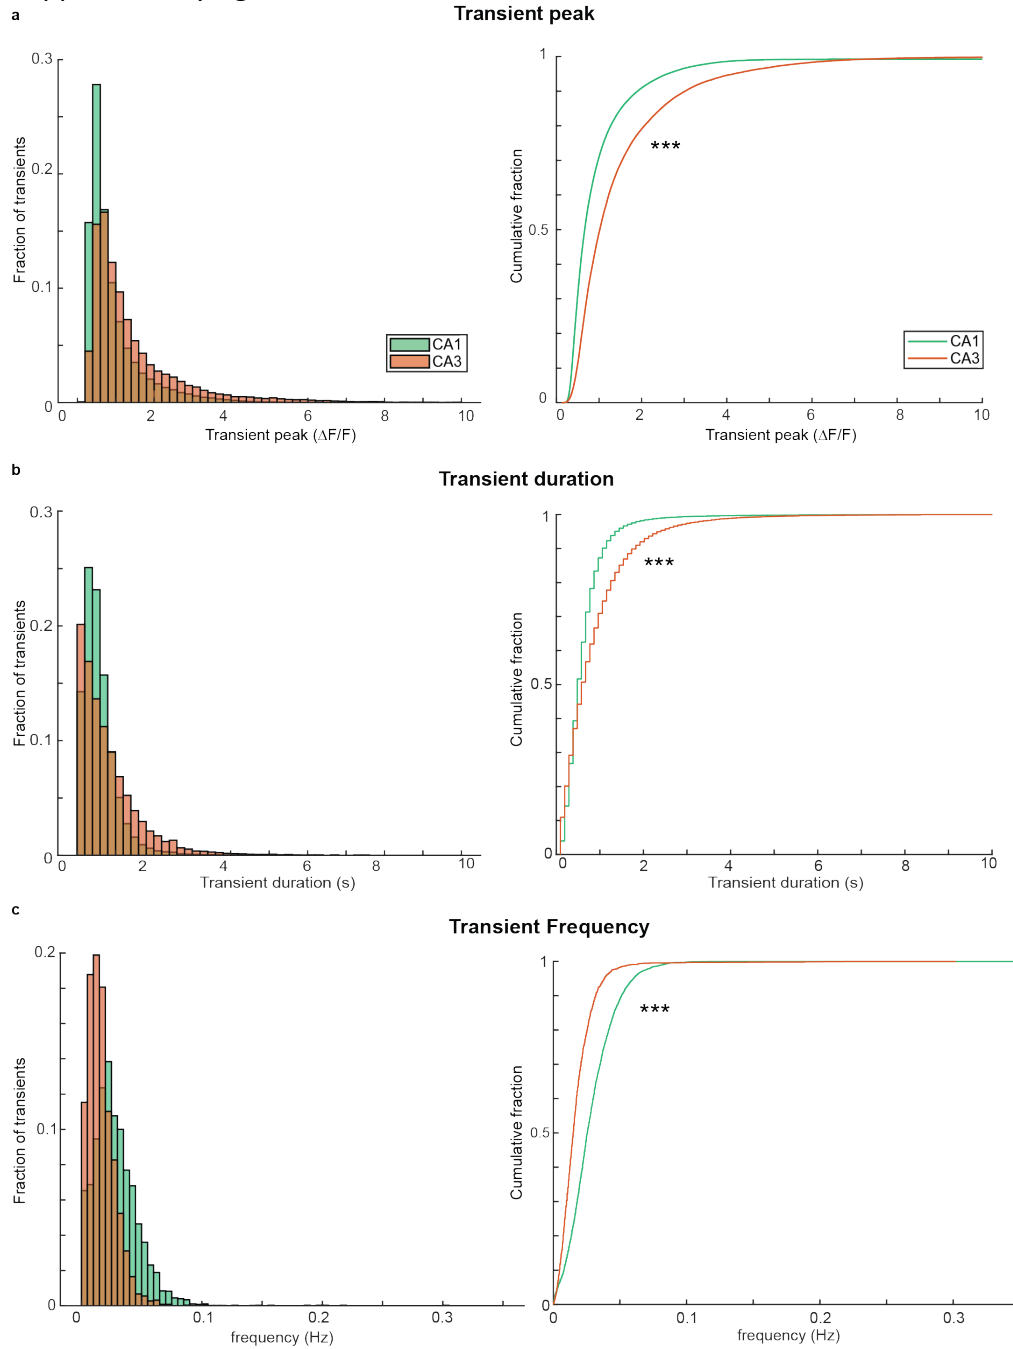 a
Transient peak
0.3
0.2
0.1
0
Fraction of transients
CA1
CA3
0 2 4 6 8 10
Transient peak (ΔF/F)
1
0.5
0
Cumulative fraction
***
CA1
CA3
0 2 4 6 8 10
Transient peak (ΔF/F)
b
Transient duration
0.3
0.2
0.1
0
Fraction of transients
0 2 4 6 8 10
Transient duration (s)
1
0.5
0
Cumulative fraction
***
0 2 4 6 8 10
Transient duration (s)
c
Transient Frequency
0.2
0.1
0
Fraction of transients
0 0.1 0.2 0.3
frequency (Hz)
1
0.5
0
Cumulative fraction
***
0 0.1 0.2 0.3
frequency (Hz)